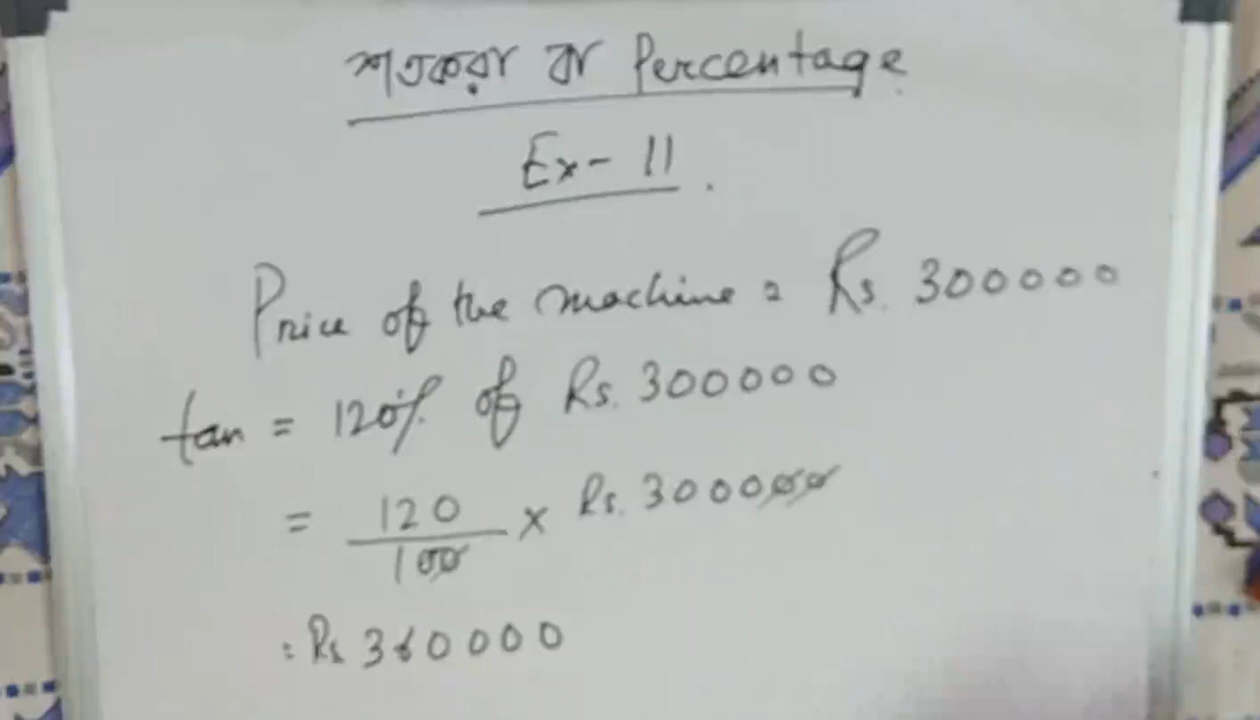 শতকরা বা Percentage
Ex- 11.
Price of the machine = Rs. 300000
tax = 120% of Rs. 300000
= 120/100 × Rs. 300000
= Rs 360000